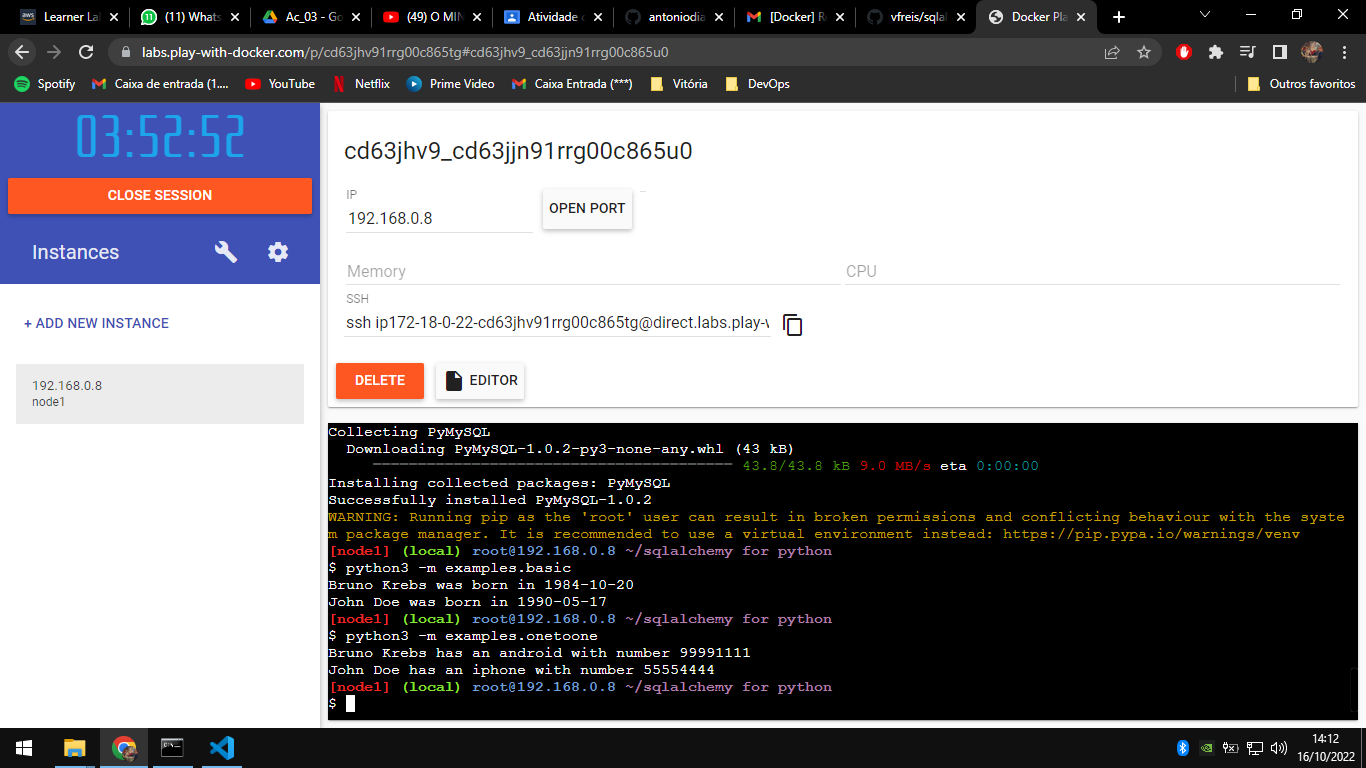 Learner La
(11) Whats
Ac_03 - Go
(49) O MIN
Atividade
antoniodia
[Docker] R
vfreis/sqlal
Docker Pla
labs.play-with-docker.com/p/cd63jhv91rrg00c865tg#cd63jhv9_cd63jjn91rrg00c865u0
Spotify
Caixa de entrada (1....
YouTube
Netflix
Prime Video
Caixa Entrada (***)
Vitória
DevOps
Outros favoritos
03:52:52
CLOSE SESSION
Instances
+ ADD NEW INSTANCE
192.168.0.8
node1
cd63jhv9_cd63jjn91rrg00c865u0
IP
192.168.0.8
OPEN PORT
Memory
CPU
SSH
ssh ip172-18-0-22-cd63jhv91rrg00c865tg@direct.labs.play-v
DELETE
EDITOR
Collecting PyMySQL
Downloading PyMySQL-1.0.2-py3-none-any.whl (43 kB)
43.8/43.8 kB 9.0 MB/s eta 0:00:00
Installing collected packages: PyMySQL
Successfully installed PyMySQL-1.0.2
WARNING: Running pip as the 'root' user can result in broken permissions and conflicting behaviour with the syste
m package manager. It is recommended to use a virtual environment instead: https://pip.pypa.io/warnings/venv
[node1] (local) root@192.168.0.8 ~/sqlalchemy for python
$ python3 -m examples.basic
Bruno Krebs was born in 1984-10-20
John Doe was born in 1990-05-17
[node1] (local) root@192.168.0.8 ~/sqlalchemy for python
$ python3 -m examples.onetoone
Bruno Krebs has an android with number 99991111
John Doe has an iphone with number 55554444
[node1] (local) root@192.168.0.8 ~/sqlalchemy for python
$
14:12
16/10/2022